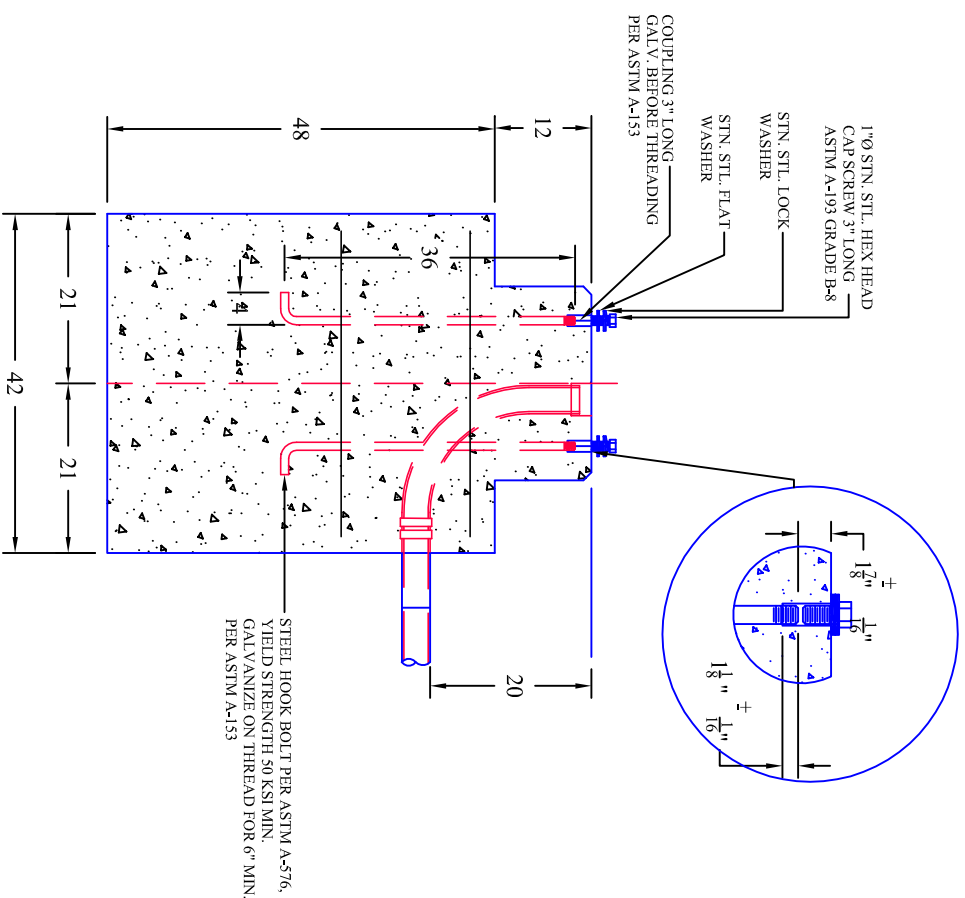 1"Ø STN. STL. HEX HEAD
CAP SCREW 3" LONG
ASTM A-193 GRADE B-8
STN. STL. LOCK
WASHER
STN. STL. FLAT
WASHER
COUPLING 3" LONG
GALV. BEFORE THREADING
PER ASTM A-153
12
48
36
4
21
21
42
20
1 7/8" ± 1/16"
1 1/8" ± 1/16"
STEEL HOOK BOLT PER ASTM A-576,
YIELD STRENGTH 50 KSI MIN.
GALVANIZE ON THREAD FOR 6" MIN.
PER ASTM A-153